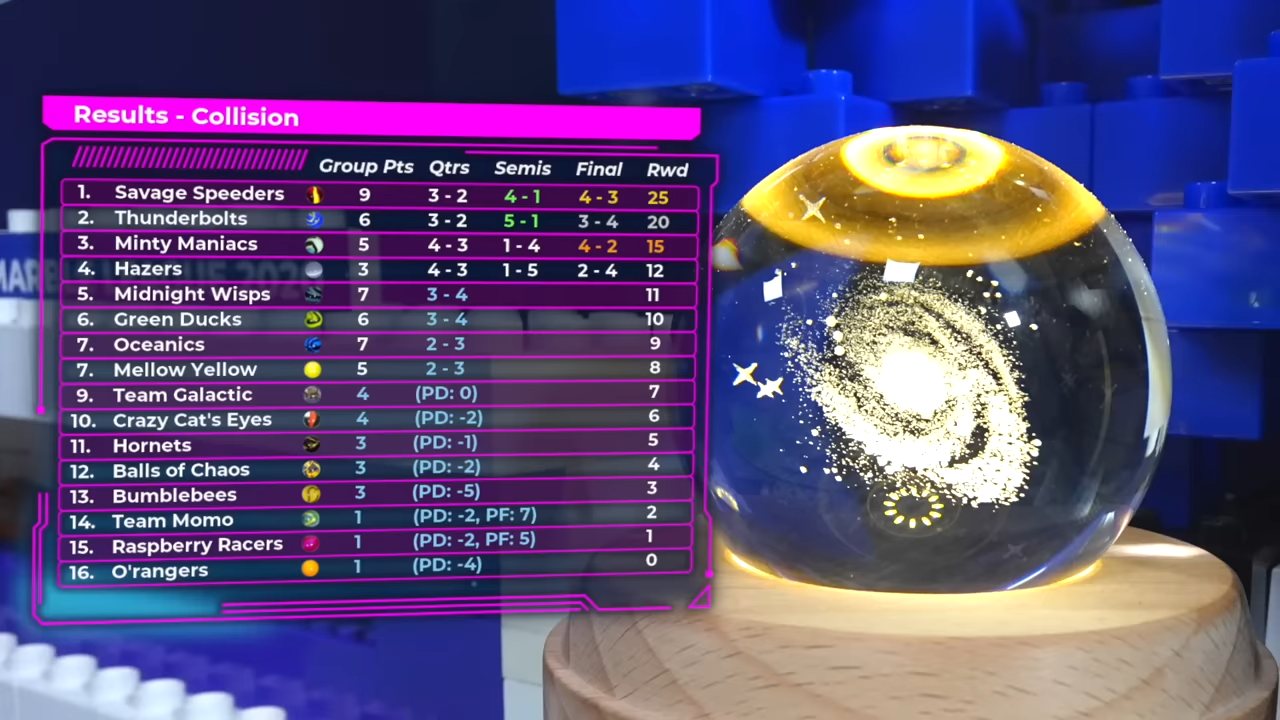 Results - Collision
Group Pts Qtrs Semis Final Rwd
1. Savage Speeders 9 3 - 2 4 - 1 4 - 3 25
2. Thunderbolts 6 3 - 2 5 - 1 3 - 4 20
3. Minty Maniacs 5 4 - 3 1 - 4 4 - 2 15
4. Hazers 3 4 - 3 1 - 5 2 - 4 12
5. Midnight Wisps 7 3 - 4 11
6. Green Ducks 6 3 - 4 10
7. Oceanics 7 2 - 3 9
7. Mellow Yellow 5 2 - 3 8
9. Team Galactic 4 (PD: 0) 7
10. Crazy Cat's Eyes 4 (PD: -2) 6
11. Hornets 3 (PD: -1) 5
12. Balls of Chaos 3 (PD: -2) 4
13. Bumblebees 3 (PD: -5) 3
14. Team Momo 1 (PD: -2, PF: 7) 2
15. Raspberry Racers 1 (PD: -2, PF: 5) 1
16. O'rangers 1 (PD: -4) 0